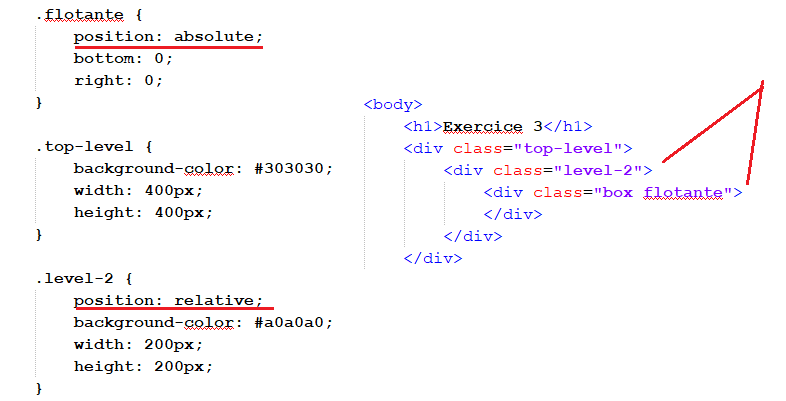 .flotante {
position: absolute;
bottom: 0;
right: 0;
}
.top-level {
background-color: #303030;
width: 400px;
height: 400px;
}
.level-2 {
position: relative;
background-color: #a0a0a0;
width: 200px;
height: 200px;
}
<body>
<h1>Exercice 3</h1>
<div class="top-level">
<div class="level-2">
<div class="box flotante">
</div>
</div>
</div>